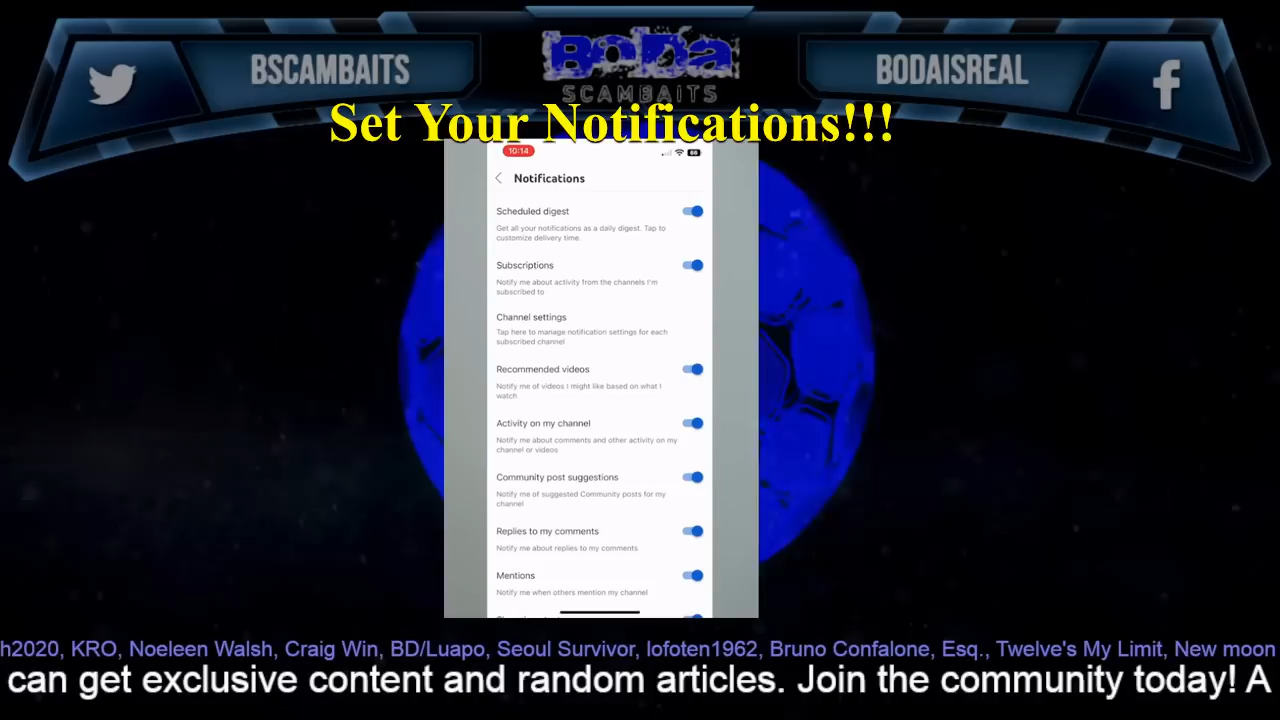 BSCAMBAITS
BoDa
SCAMBAITS
BODAISREAL
Set Your Notifications!!!
10:14
66
Notifications
Scheduled digest
Get all your notifications as a daily digest. Tap to
customize delivery time.
Subscriptions
Notify me about activity from the channels I'm
subscribed to
Channel settings
Tap here to manage notification settings for each
subscribed channel
Recommended videos
Notify me of videos I might like based on what I
watch
Activity on my channel
Notify me about comments and other activity on my
channel or videos
Community post suggestions
Notify me of suggested Community posts for my
channel
Replies to my comments
Notify me about replies to my comments
Mentions
Notify me when others mention my channel
h2020, KRO, Noeleen Walsh, Craig Win, BD/Luapo, Seoul Survivor, lofoten1962, Bruno Confalone, Esq., Twelve's My Limit, New moon
can get exclusive content and random articles. Join the community today! A